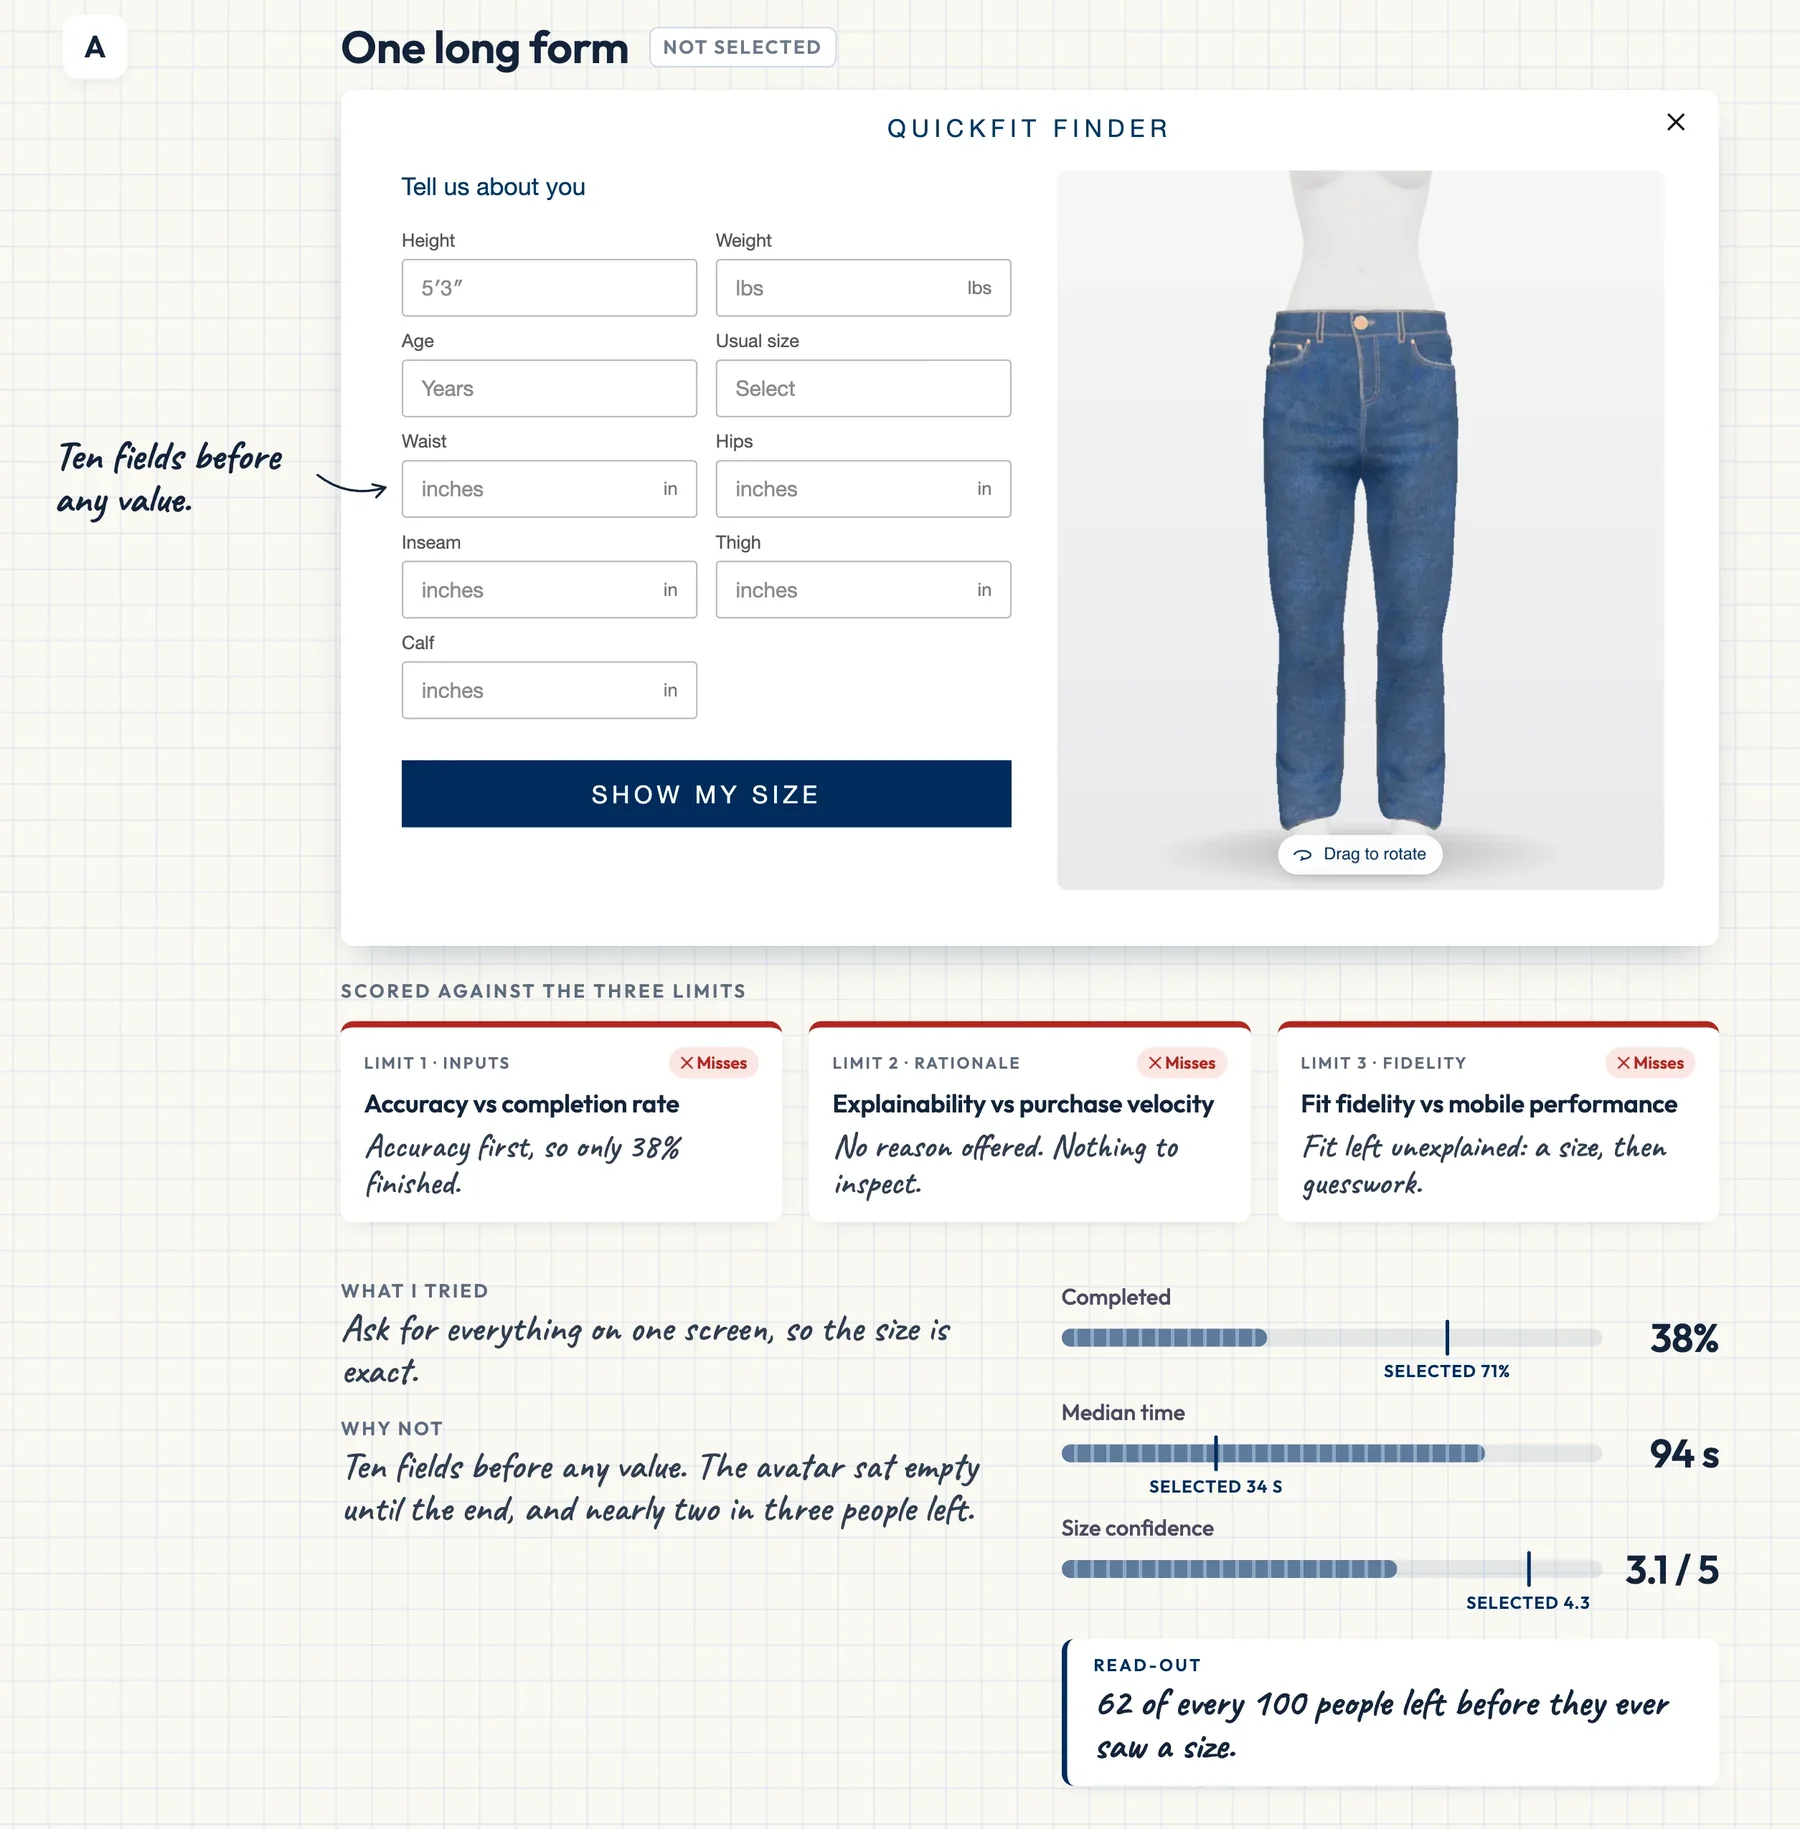 A
One long form
NOT SELECTED
QUICKFIT FINDER
Tell us about you
Height
Weight
5′3″
lbs
lbs
Age
Usual size
Years
Select
Ten fields before
any value.
Waist
Hips
inches
in
inches
in
Inseam
Thigh
inches
in
inches
in
Calf
inches
in
SHOW MY SIZE
Drag to rotate
SCORED AGAINST THE THREE LIMITS
LIMIT 1 · INPUTS
Misses
Accuracy vs completion rate
Accuracy first, so only 38%
finished.
LIMIT 2 · RATIONALE
Misses
Explainability vs purchase velocity
No reason offered. Nothing to
inspect.
LIMIT 3 · FIDELITY
Misses
Fit fidelity vs mobile performance
Fit left unexplained: a size, then
guesswork.
WHAT I TRIED
Ask for everything on one screen, so the size is
exact.
WHY NOT
Ten fields before any value. The avatar sat empty
until the end, and nearly two in three people left.
Completed
38%
SELECTED 71%
Median time
94 s
SELECTED 34 S
Size confidence
3.1 / 5
SELECTED 4.3
READ-OUT
62 of every 100 people left before they ever
saw a size.